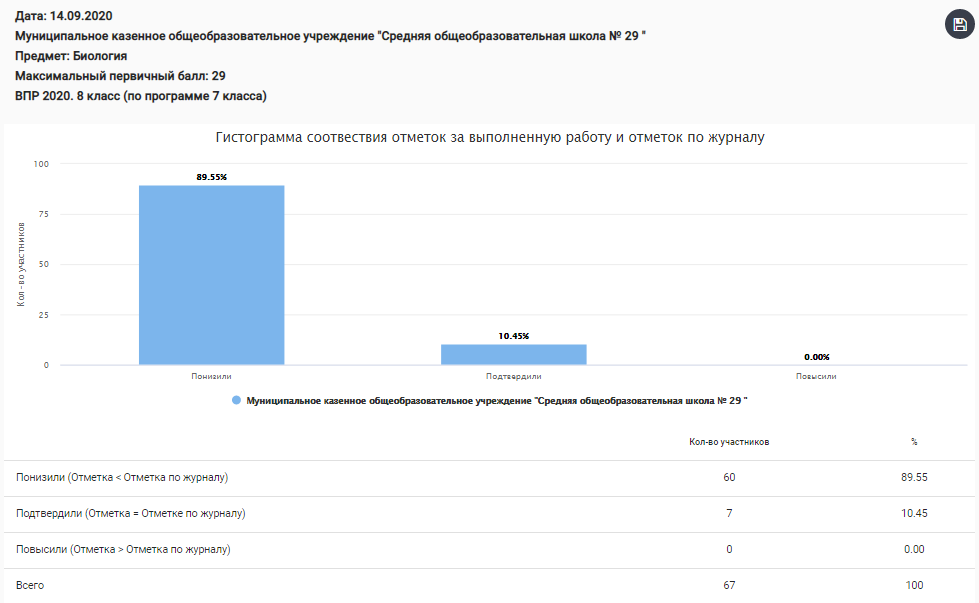 Дата: 14.09.2020
Муниципальное казенное общеобразовательное учреждение "Средняя общеобразовательная школа № 29 "
Предмет: Биология
Максимальный первичный балл: 29
ВПР 2020. 8 класс (по программе 7 класса)
Гистограмма соотвествия отметок за выполненную работу и отметок по журналу
Кол-во участников
100
75
50
25
0
89.55%
10.45%
0.00%
Понизили
Подтвердили
Повысили
Муниципальное казенное общеобразовательное учреждение "Средняя общеобразовательная школа № 29 "
Кол-во участников %
Понизили (Отметка < Отметка по журналу) 60 89.55
Подтвердили (Отметка = Отметке по журналу) 7 10.45
Повысили (Отметка > Отметка по журналу) 0 0.00
Всего 67 100